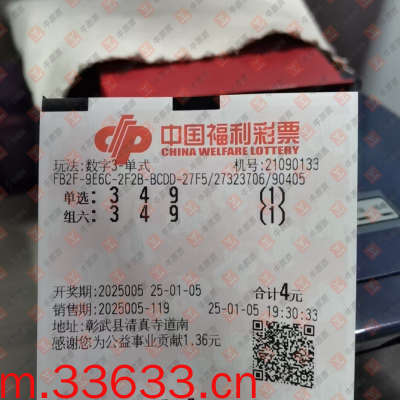 中国福利彩票
CHINA WELFARE LOTTERY
玩法:数字3-单式 机号:21090133
FB2F-9E6C-2F2B-BCDD-27F5/27323706/90405
单选: 3 4 9 (1)
组六: 3 4 9 (1)
开奖期:2025005 25-01-05 合计4元
销售期:2025005-119 25-01-05 19:30:33
地址:彰武县清真寺道南
感谢您为公益事业贡献1.36元
m.33633.cn